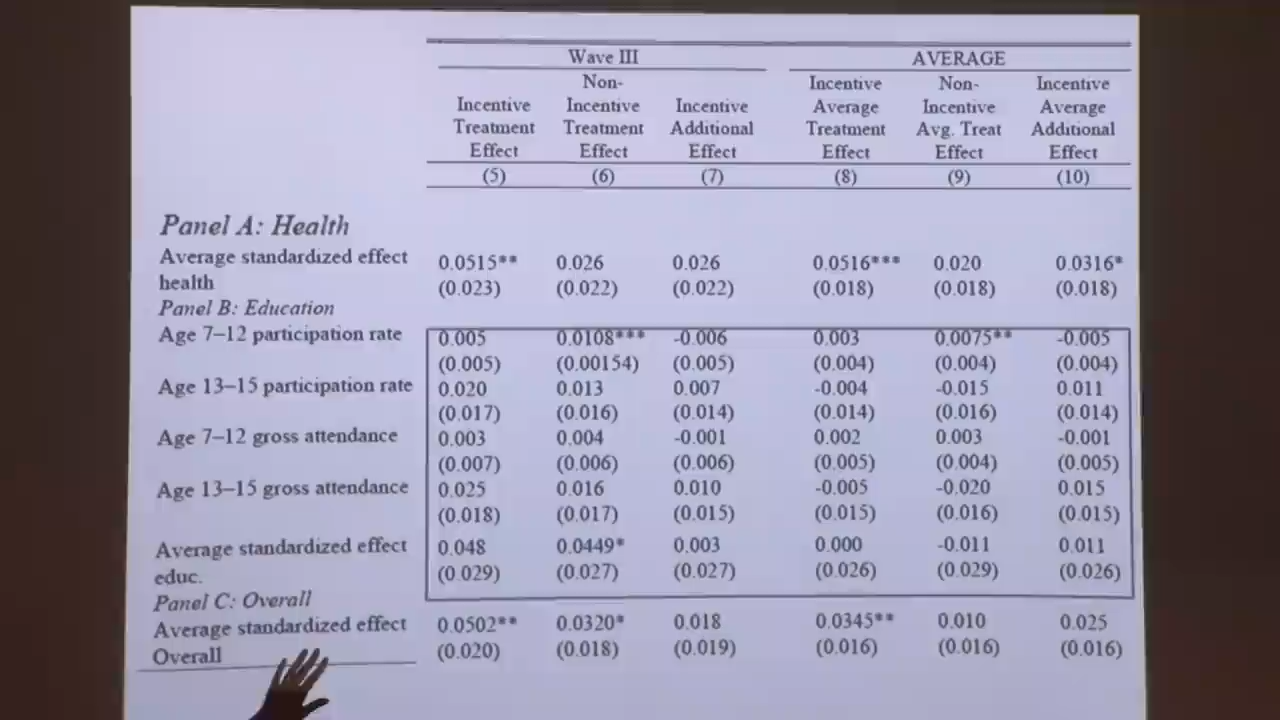 Wave III AVERAGE
Non- Incentive Non- Incentive
Incentive Incentive Incentive Average Incentive Average
Treatment Treatment Additional Treatment Avg. Treat Additional
Effect Effect Effect Effect Effect Effect
(5) (6) (7) (8) (9) (10)
Panel A: Health
Average standardized effect 0.0515** 0.026 0.026 0.0516*** 0.020 0.0316*
health (0.023) (0.022) (0.022) (0.018) (0.018) (0.018)
Panel B: Education
Age 7–12 participation rate 0.005 0.0108*** -0.006 0.003 0.0075** -0.005
(0.005) (0.00154) (0.005) (0.004) (0.004) (0.004)
Age 13–15 participation rate 0.020 0.013 0.007 -0.004 -0.015 0.011
(0.017) (0.016) (0.014) (0.014) (0.016) (0.014)
Age 7–12 gross attendance 0.003 0.004 -0.001 0.002 0.003 -0.001
(0.007) (0.006) (0.006) (0.005) (0.004) (0.005)
Age 13–15 gross attendance 0.025 0.016 0.010 -0.005 -0.020 0.015
(0.018) (0.017) (0.015) (0.015) (0.016) (0.015)
Average standardized effect 0.048 0.0449* 0.003 0.000 -0.011 0.011
educ. (0.029) (0.027) (0.027) (0.026) (0.029) (0.026)
Panel C: Overall
Average standardized effect 0.0502** 0.0320* 0.018 0.0345** 0.010 0.025
Overall (0.020) (0.018) (0.019) (0.016) (0.016) (0.016)